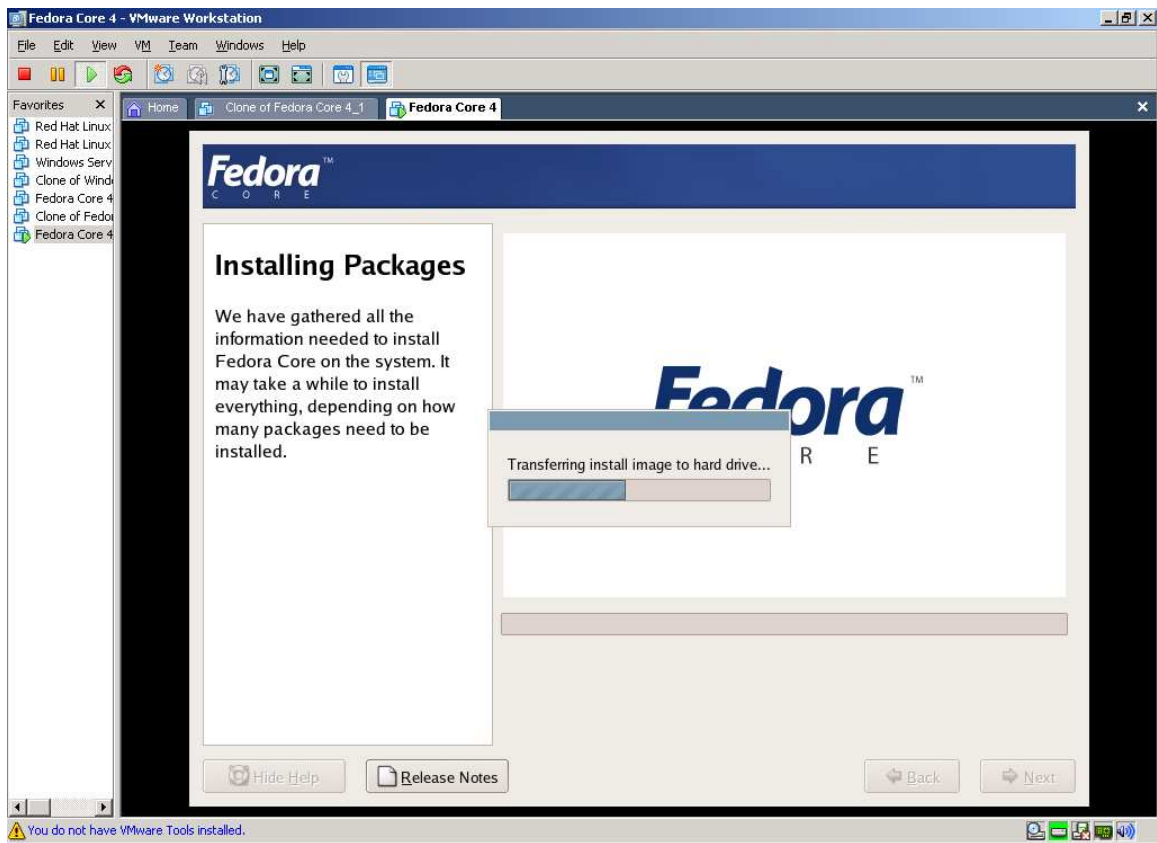 Fedora Core 4 - VMware Workstation
File Edit View VM Team Windows Help
Favorites X
Home Clone of Fedora Core 4_1 Fedora Core 4
Red Hat Linux
Red Hat Linux
Windows Serv
Clone of Wind
Fedora Core 4
Clone of Fedo
Fedora Core 4
Fedora™
CORE
Installing Packages
We have gathered all the
information needed to install
Fedora Core on the system. It
may take a while to install
everything, depending on how
many packages need to be
installed.
Fedora™
R E
Transferring install image to hard drive...
Hide Help Release Notes Back Next
You do not have VMware Tools installed.